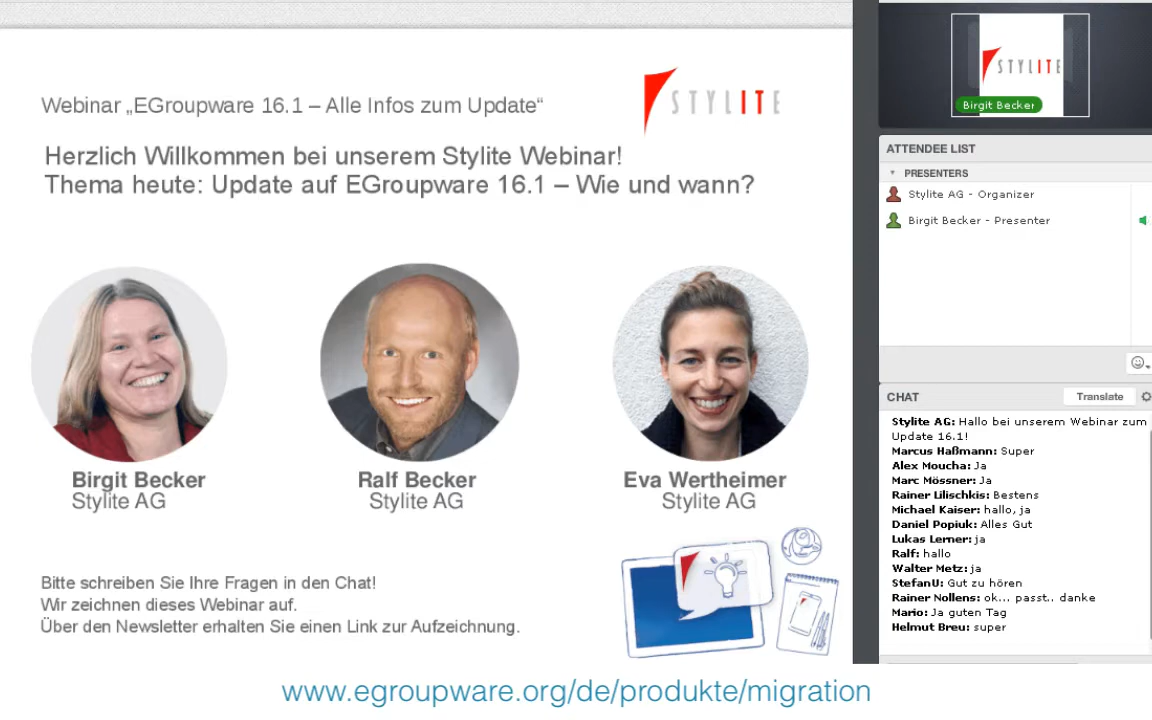 Webinar „EGroupware 16.1 – Alle Infos zum Update“
STYLITE
Herzlich Willkommen bei unserem Stylite Webinar!
Thema heute: Update auf EGroupware 16.1 – Wie und wann?
Birgit Becker
Stylite AG
Ralf Becker
Stylite AG
Eva Wertheimer
Stylite AG
Bitte schreiben Sie Ihre Fragen in den Chat!
Wir zeichnen dieses Webinar auf.
Über den Newsletter erhalten Sie einen Link zur Aufzeichnung.
STYLITE
Birgit Becker
ATTENDEE LIST
PRESENTERS
Stylite AG - Organizer
Birgit Becker - Presenter
CHAT
Translate
Stylite AG: Hallo bei unserem Webinar zum
Update 16.1!
Marcus Haßmann: Super
Alex Moucha: Ja
Marc Mössner: Ja
Rainer Lilischkis: Bestens
Michael Kaiser: hallo, ja
Daniel Popiuk: Alles Gut
Lukas Lerner: ja
Ralf: hallo
Walter Metz: ja
StefanU: Gut zu hören
Rainer Nollens: ok... passt.. danke
Mario: Ja guten Tag
Helmut Breu: super
www.egroupware.org/de/produkte/migration